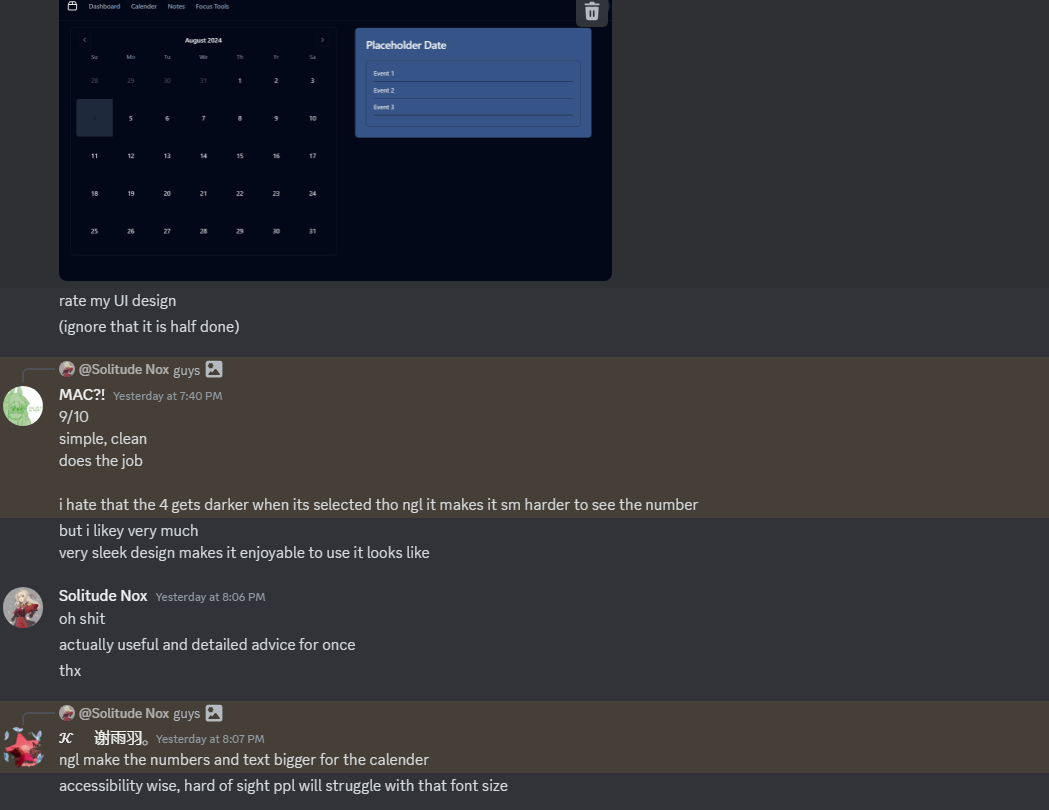 Dashboard Calender Notes Focus Tools
August 2024
Su Mo Tu We Th Fr Sa
28 29 30 31 1 2 3
5 6 7 8 9 10
11 12 13 14 15 16 17
18 19 20 21 22 23 24
25 26 27 28 29 30 31
Placeholder Date
Event 1
Event 2
Event 3
rate my UI design
(ignore that it is half done)
@Solitude Nox guys
MAC?! Yesterday at 7:40 PM
9/10
simple, clean
does the job
i hate that the 4 gets darker when its selected tho ngl it makes it sm harder to see the number
but i likey very much
very sleek design makes it enjoyable to use it looks like
Solitude Nox Yesterday at 8:06 PM
oh shit
actually useful and detailed advice for once
thx
@Solitude Nox guys
𝓗 谢雨羽。 Yesterday at 8:07 PM
ngl make the numbers and text bigger for the calender
accessibility wise, hard of sight ppl will struggle with that font size